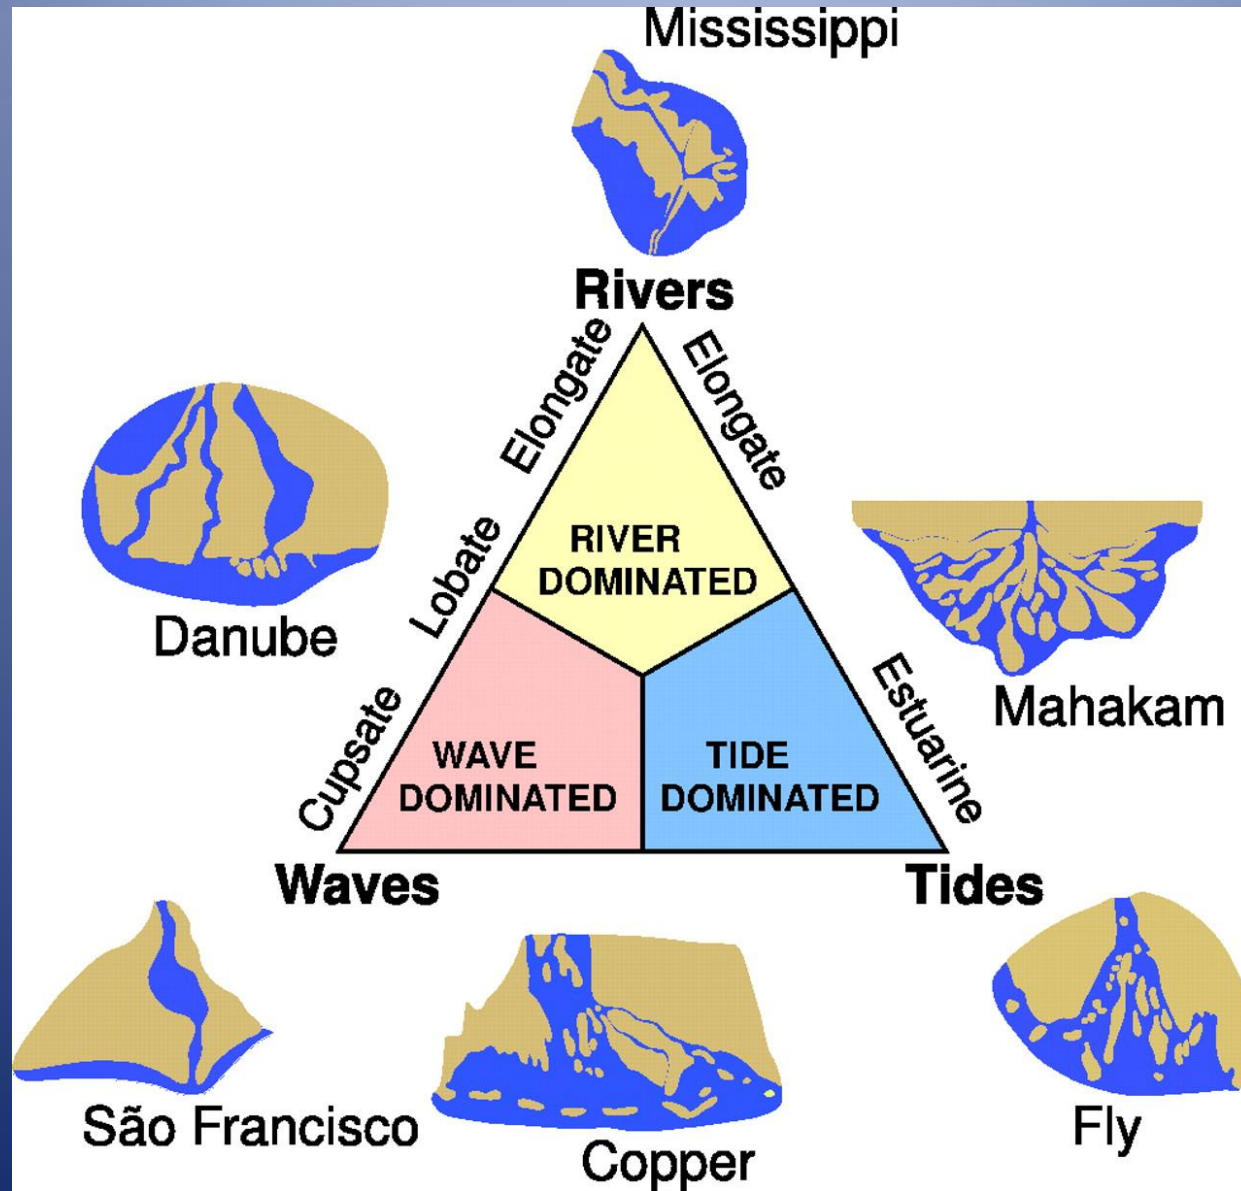 Mississippi
Rivers
Elongate
Elongate
Lobate
RIVER
DOMINATED
Danube
Mahakam
Estuarine
Cupsate
WAVE
DOMINATED
TIDE
DOMINATED
Waves
Tides
São Francisco
Copper
Fly